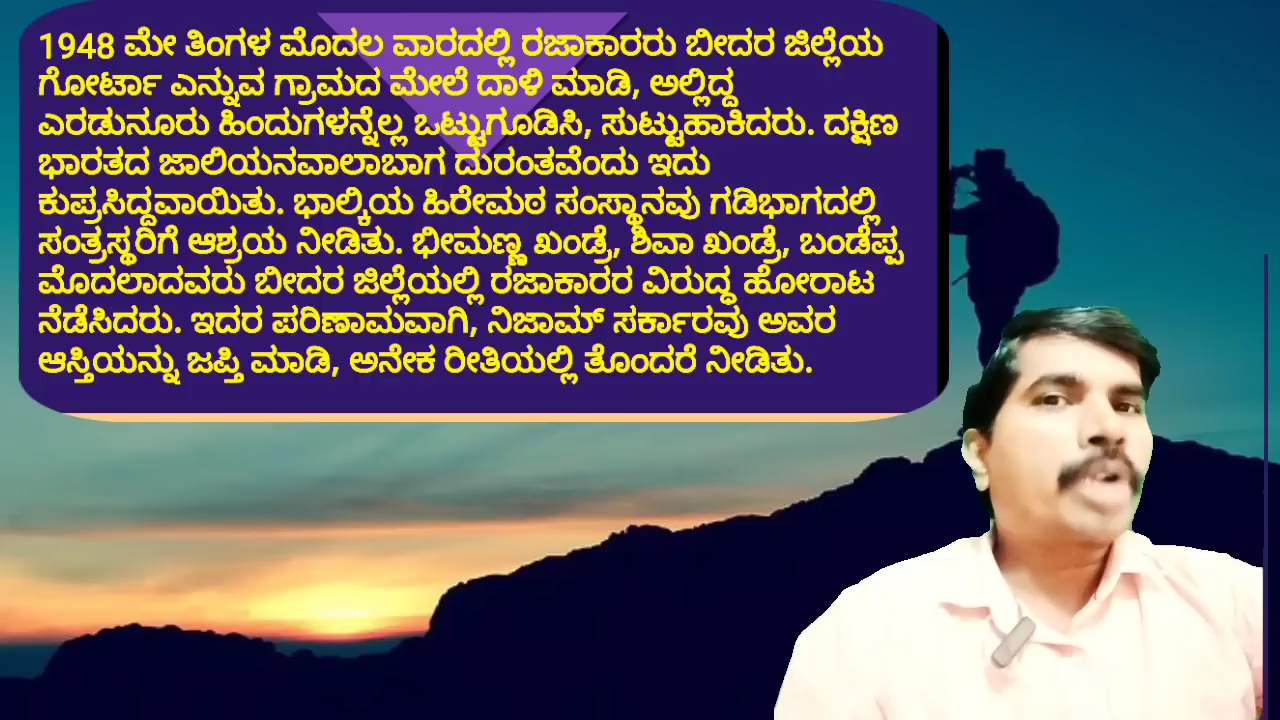 1948 ಮೇ ತಿಂಗಳ ಮೊದಲ ವಾರದಲ್ಲಿ ರಜಾಕಾರರು ಬೀದರ ಜಿಲ್ಲೆಯ
ಗೋರ್ಟಾ ಎನ್ನುವ ಗ್ರಾಮದ ಮೇಲೆ ದಾಳಿ ಮಾಡಿ, ಅಲ್ಲಿದ್ದ
ಎರಡುನೂರು ಹಿಂದುಗಳನ್ನೆಲ್ಲ ಒಟ್ಟುಗೂಡಿಸಿ, ಸುಟ್ಟುಹಾಕಿದರು. ದಕ್ಷಿಣ
ಭಾರತದ ಜಾಲಿಯನವಾಲಾಬಾಗ ದುರಂತವೆಂದು ಇದು
ಕುಪ್ರಸಿದ್ದವಾಯಿತು. ಭಾಲ್ಕಿಯ ಹಿರೇಮಠ ಸಂಸ್ಥಾನವು ಗಡಿಭಾಗದಲ್ಲಿ
ಸಂತ್ರಸ್ಥರಿಗೆ ಆಶ್ರಯ ನೀಡಿತು. ಭೀಮಣ್ಣ ಖಂಡ್ರೆ, ಶಿವಾ ಖಂಡ್ರೆ, ಬಂಡೆಪ್ಪ
ಮೊದಲಾದವರು ಬೀದರ ಜಿಲ್ಲೆಯಲ್ಲಿ ರಜಾಕಾರರ ವಿರುದ್ಧ ಹೋರಾಟ
ನೆಡೆಸಿದರು. ಇದರ ಪರಿಣಾಮವಾಗಿ, ನಿಜಾಮ್ ಸರ್ಕಾರವು ಅವರ
ಆಸ್ತಿಯನ್ನು ಜಪ್ತಿ ಮಾಡಿ, ಅನೇಕ ರೀತಿಯಲ್ಲಿ ತೊಂದರೆ ನೀಡಿತು.